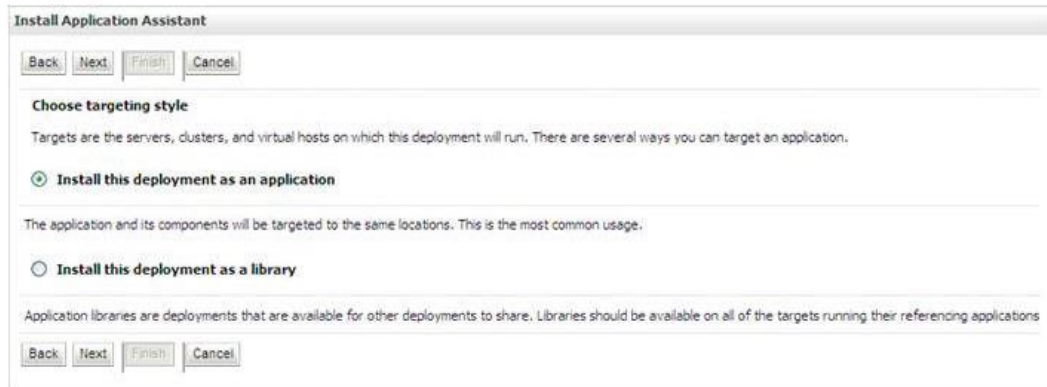 Install Application Assistant
Back Next Finish Cancel
Choose targeting style
Targets are the servers, clusters, and virtual hosts on which this deployment will run. There are several ways you can target an application.
Install this deployment as an application
The application and its components will be targeted to the same locations. This is the most common usage.
Install this deployment as a library
Application libraries are deployments that are available for other deployments to share. Libraries should be available on all of the targets running their referencing applications
Back Next Finish Cancel